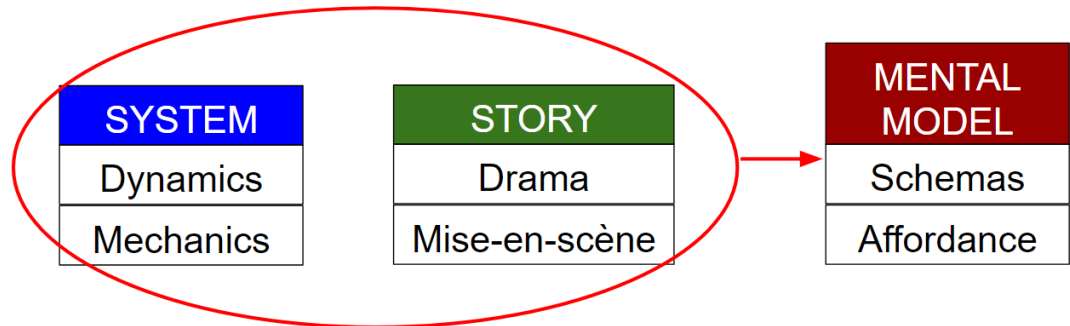 SYSTEM
Dynamics
Mechanics
STORY
Drama
Mise-en-scène
MENTAL
MODEL
Schemas
Affordance